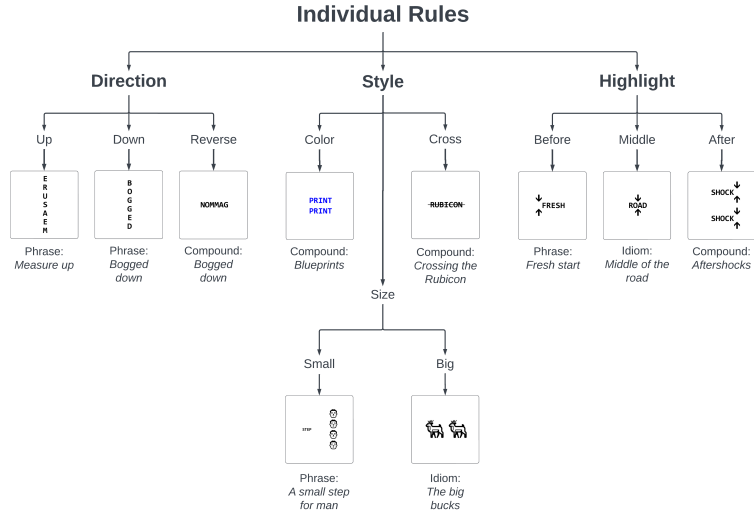 Individual Rules
Direction
Style
Highlight
Up
Down
Reverse
Color
Cross
Before
Middle
After
E
R
U
S
A
E
M
B
O
G
G
E
D
NOMMAG
PRINT
PRINT
RUBICON
FRESH
ROAD
SHOCK
SHOCK
Phrase:
Measure up
Phrase:
Bogged
down
Compound:
Bogged
down
Compound:
Blueprints
Compound:
Crossing the
Rubicon
Phrase:
Fresh start
Idiom:
Middle of the
road
Compound:
Aftershocks
Size
Small
Big
STEP
Phrase:
A small step
for man
Idiom:
The big
bucks